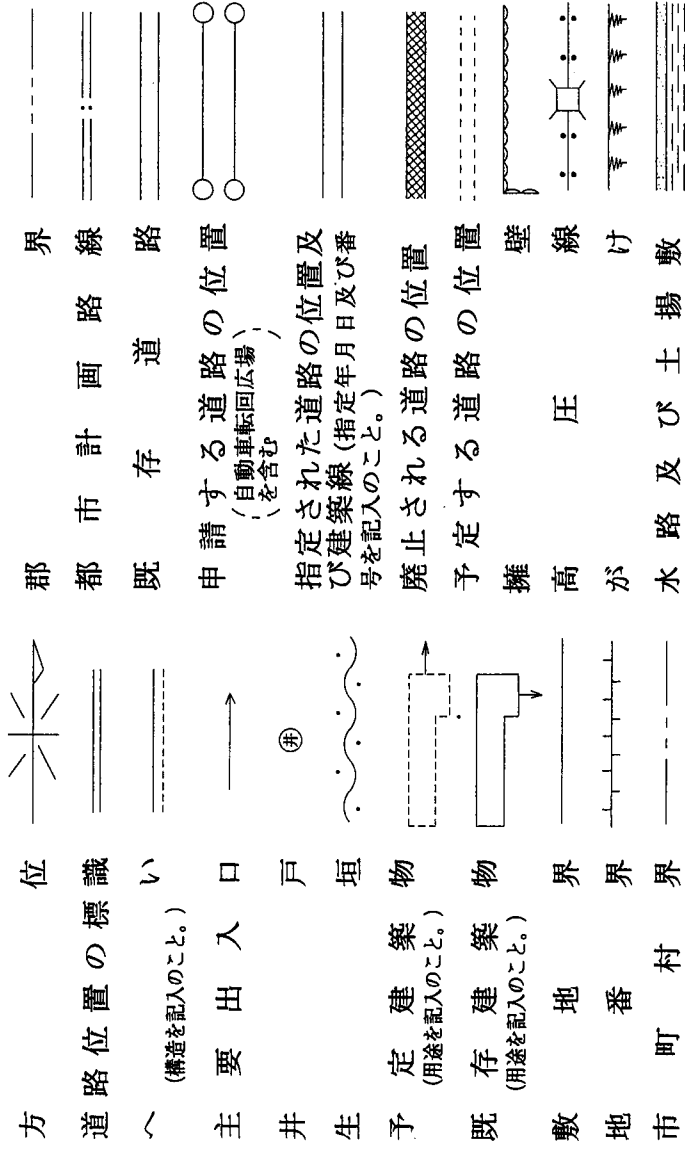 方位
道路位置の標識
へい
(構造を記入のこと。)
主要出入口
井戸
井
生垣
予定建築物
(用途を記入のこと。)
既存建築物
(用途を記入のこと。)
敷地界
地番界
市町村界
郡界
都市計画路線
既存道路
申請する道路の位置
(自動車転回広場
を含む)
指定された道路の位置及
び建築線(指定年月日及び番
号を記入のこと。)
廃止される道路の位置
予定する道路の位置
擁壁
高圧線
がけ
水路及び土揚敷